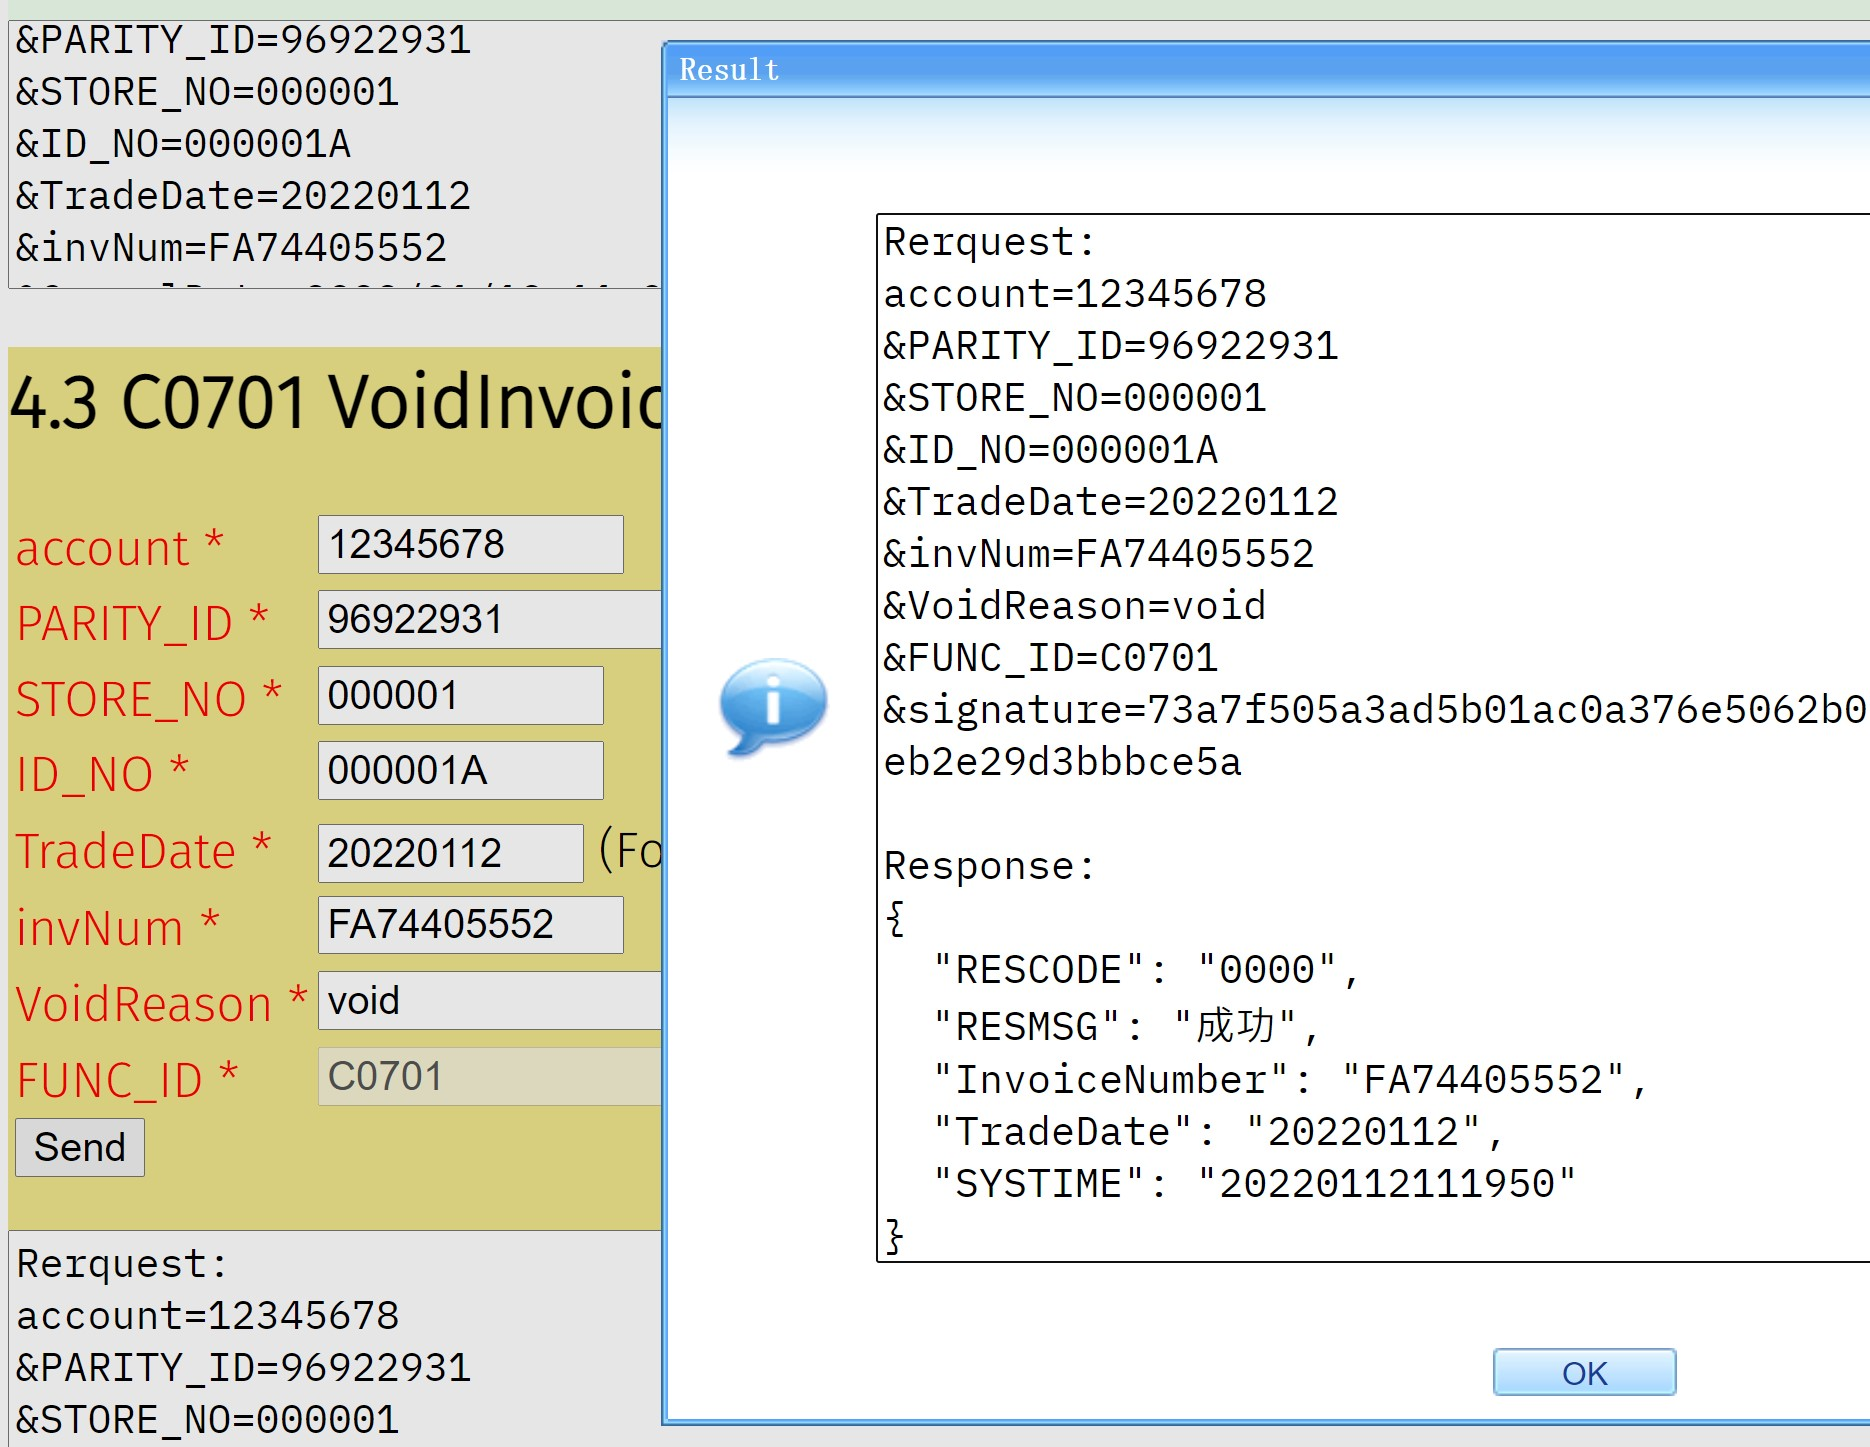 &PARITY_ID=96922931
&STORE_NO=000001
&ID_NO=000001A
&TradeDate=20220112
&invNum=FA74405552
4.3 C0701 VoidInvoic
account *
12345678
PARITY_ID *
96922931
STORE_NO *
000001
ID_NO *
000001A
TradeDate *
20220112
(Fo
invNum *
FA74405552
VoidReason *
void
FUNC_ID *
C0701
Send
Rerquest:
account=12345678
&PARITY_ID=96922931
&STORE_NO=000001
Result
Rerquest:
account=12345678
&PARITY_ID=96922931
&STORE_NO=000001
&ID_NO=000001A
&TradeDate=20220112
&invNum=FA74405552
&VoidReason=void
&FUNC_ID=C0701
&signature=73a7f505a3ad5b01ac0a376e5062b0
eb2e29d3bbbce5a
Response:
{
"RESCODE": "0000",
"RESMSG": "成功",
"InvoiceNumber": "FA74405552",
"TradeDate": "20220112",
"SYSTIME": "20220112111950"
}
OK